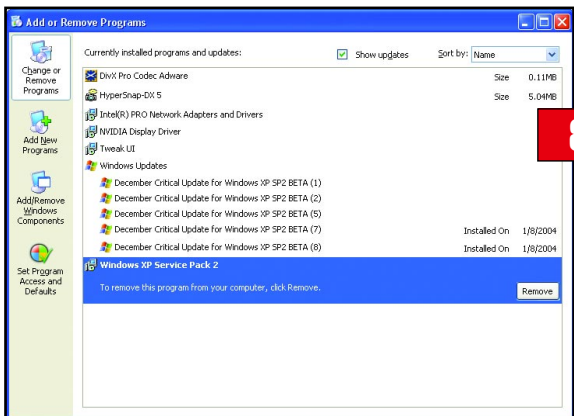 Add or Remove Programs
Change or
Remove
Programs
Currently installed programs and updates:
Show updates
Sort by: Name
DivX Pro Codec Adware Size 0.11MB
HyperSnap-DX 5 Size 5.04MB
Intel(R) PRO Network Adapters and Drivers
NVIDIA Display Driver
Tweak UI
Windows Updates
December Critical Update for Windows XP SP2 BETA (1)
December Critical Update for Windows XP SP2 BETA (2)
December Critical Update for Windows XP SP2 BETA (5)
December Critical Update for Windows XP SP2 BETA (7) Installed On 1/8/2004
December Critical Update for Windows XP SP2 BETA (8) Installed On 1/8/2004
Windows XP Service Pack 2
To remove this program from your computer, click Remove.
Remove
Add New
Programs
Add/Remove
Windows
Components
Set Program
Access and
Defaults